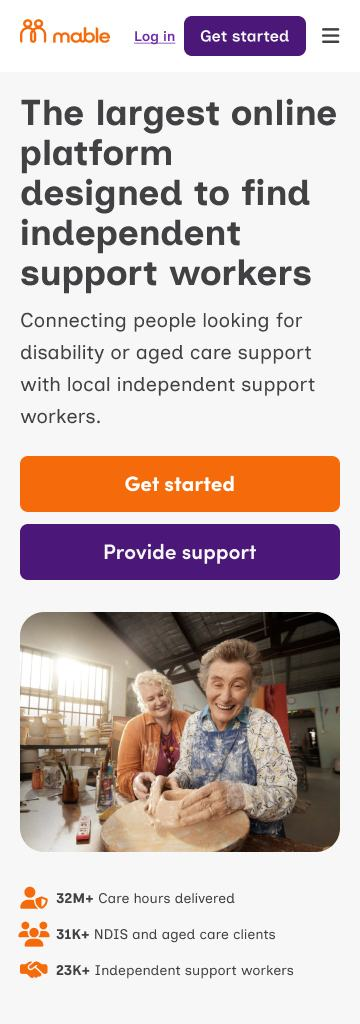 mable
Log in
Get started
The largest online
platform
designed to find
independent
support workers
Connecting people looking for
disability or aged care support
with local independent support
workers.
Get started
Provide support
32M+ Care hours delivered
31K+ NDIS and aged care clients
23K+ Independent support workers